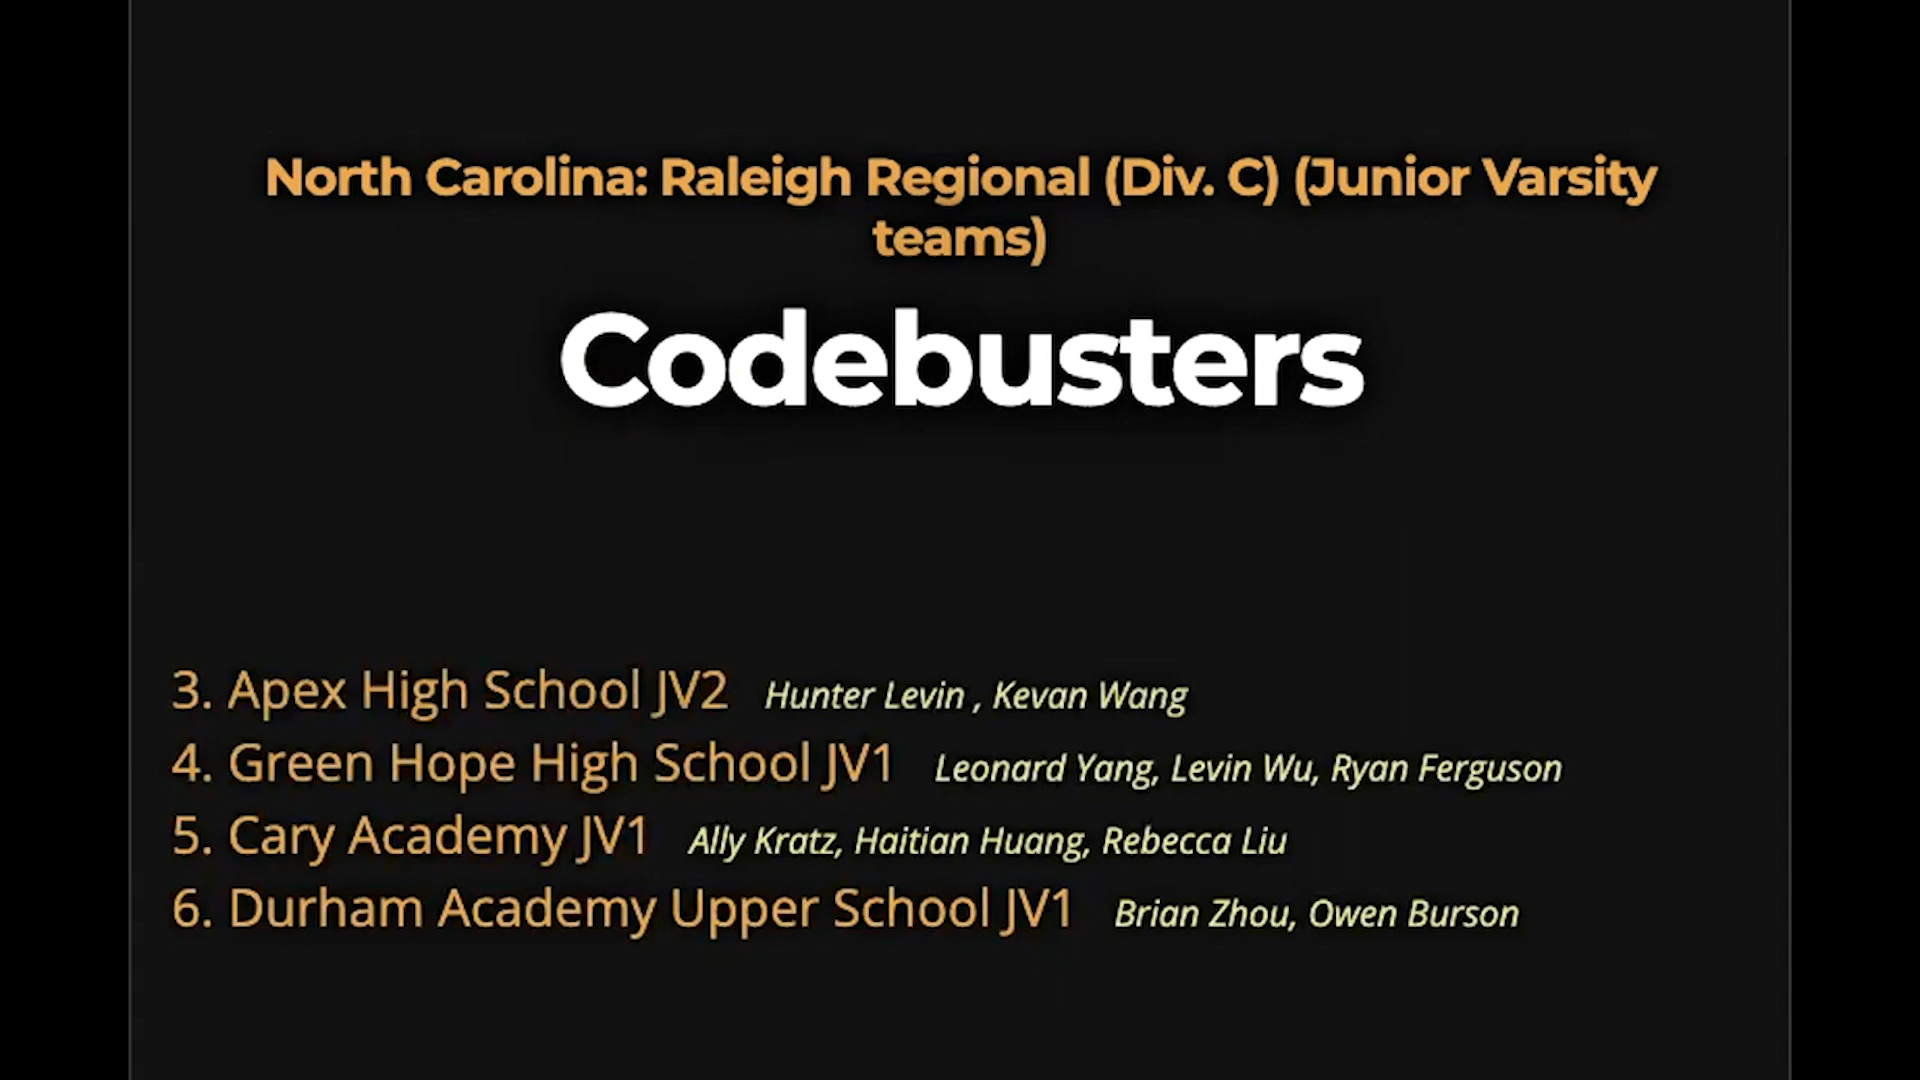 North Carolina: Raleigh Regional (Div. C) (Junior Varsity
teams)
Codebusters
3. Apex High School JV2 Hunter Levin , Kevan Wang
4. Green Hope High School JV1 Leonard Yang, Levin Wu, Ryan Ferguson
5. Cary Academy JV1 Ally Kratz, Haitian Huang, Rebecca Liu
6. Durham Academy Upper School JV1 Brian Zhou, Owen Burson